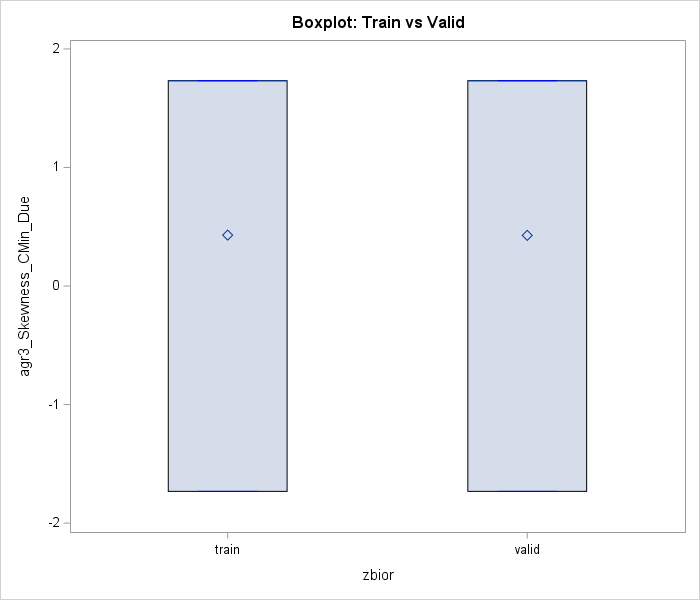 Boxplot: Train vs Valid
agr3_Skewness_CMin_Due
2
1
0
-1
-2
train valid
zbior